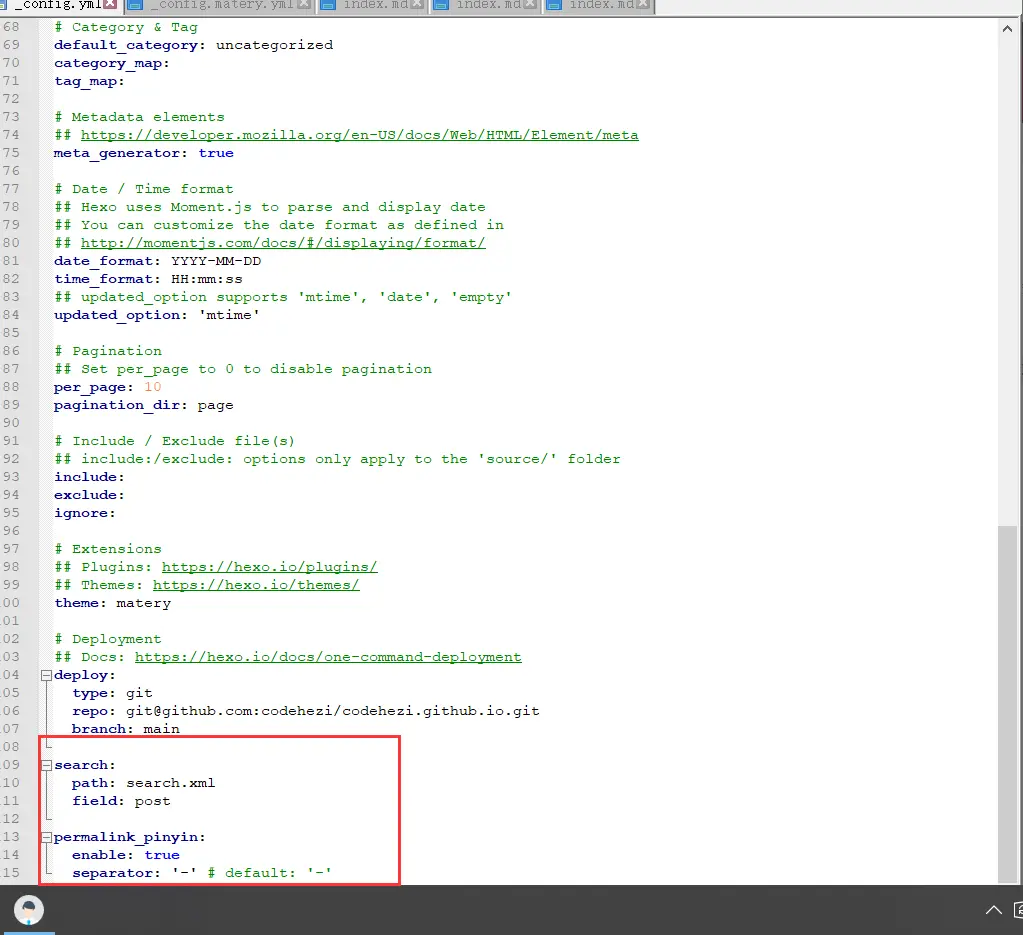 _config.yml
_config.matery.yml
index.md
index.md
index.md
68 # Category & Tag
69 default_category: uncategorized
70 category_map:
71 tag_map:
72
73 # Metadata elements
74 ## https://developer.mozilla.org/en-US/docs/Web/HTML/Element/meta
75 meta_generator: true
76
77 # Date / Time format
78 ## Hexo uses Moment.js to parse and display date
79 ## You can customize the date format as defined in
80 ## http://momentjs.com/docs/#/displaying/format/
81 date_format: YYYY-MM-DD
82 time_format: HH:mm:ss
83 ## updated_option supports 'mtime', 'date', 'empty'
84 updated_option: 'mtime'
85
86 # Pagination
87 ## Set per_page to 0 to disable pagination
88 per_page: 10
89 pagination_dir: page
90
91 # Include / Exclude file(s)
92 ## include:/exclude: options only apply to the 'source/' folder
93 include:
94 exclude:
95 ignore:
96
97 # Extensions
98 ## Plugins: https://hexo.io/plugins/
99 ## Themes: https://hexo.io/themes/
00 theme: matery
01
02 # Deployment
03 ## Docs: https://hexo.io/docs/one-command-deployment
04 deploy:
05   type: git
06   repo: git@github.com:codehezi/codehezi.github.io.git
07   branch: main
08
09 search:
10   path: search.xml
11   field: post
12
13 permalink_pinyin:
14   enable: true
15   separator: '-' # default: '-'